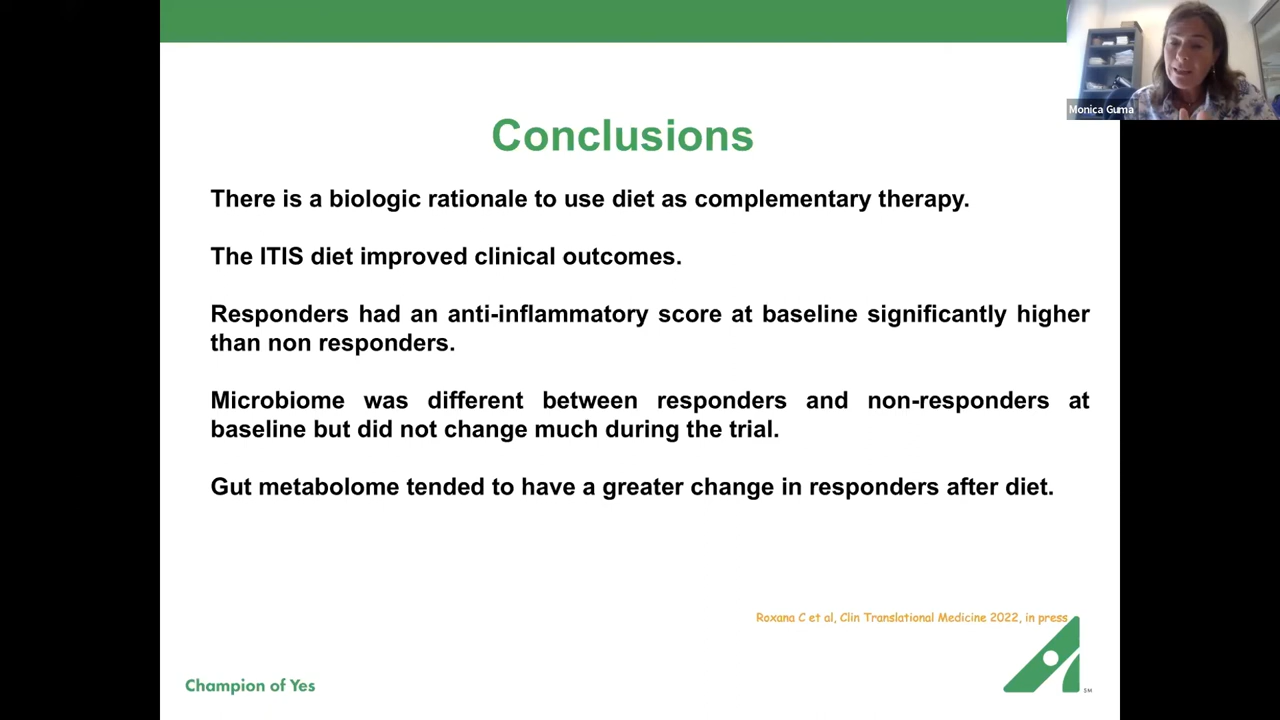 Monica Guma
Conclusions
There is a biologic rationale to use diet as complementary therapy.
The ITIS diet improved clinical outcomes.
Responders had an anti-inflammatory score at baseline significantly higher
than non responders.
Microbiome was different between responders and non-responders at
baseline but did not change much during the trial.
Gut metabolome tended to have a greater change in responders after diet.
Roxana C et al, Clin Translational Medicine 2022, in press
Champion of Yes
SM